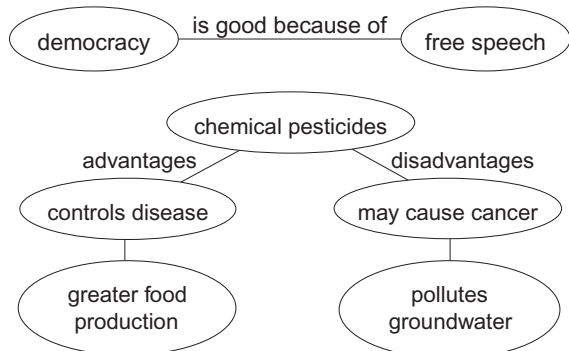 democracy is good because of free speech
chemical pesticides
advantages disadvantages
controls disease may cause cancer
greater food pollutes
production groundwater